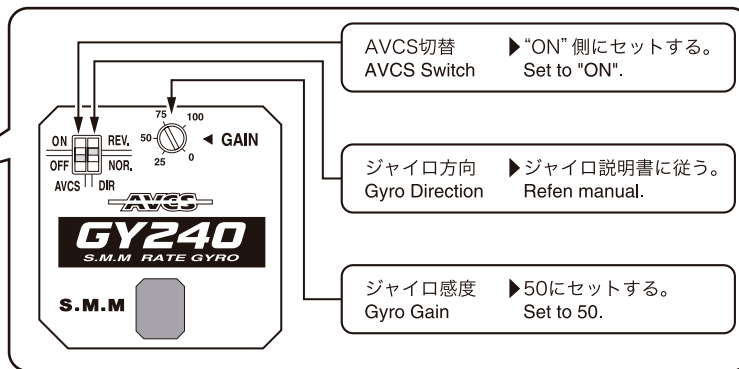 AVCS切替 ▶“ON” 側にセットする。
AVCS Switch Set to "ON".
ジャイロ方向 ▶ジャイロ説明書に従う。
Gyro Direction Refen manual.
ジャイロ感度 ▶50にセットする。
Gyro Gain Set to 50.
75 100
ON REV. 50 ◀ GAIN
OFF NOR. 25 0
AVCS DIR
AVCS
GY240
S.M.M RATE GYRO
S.M.M